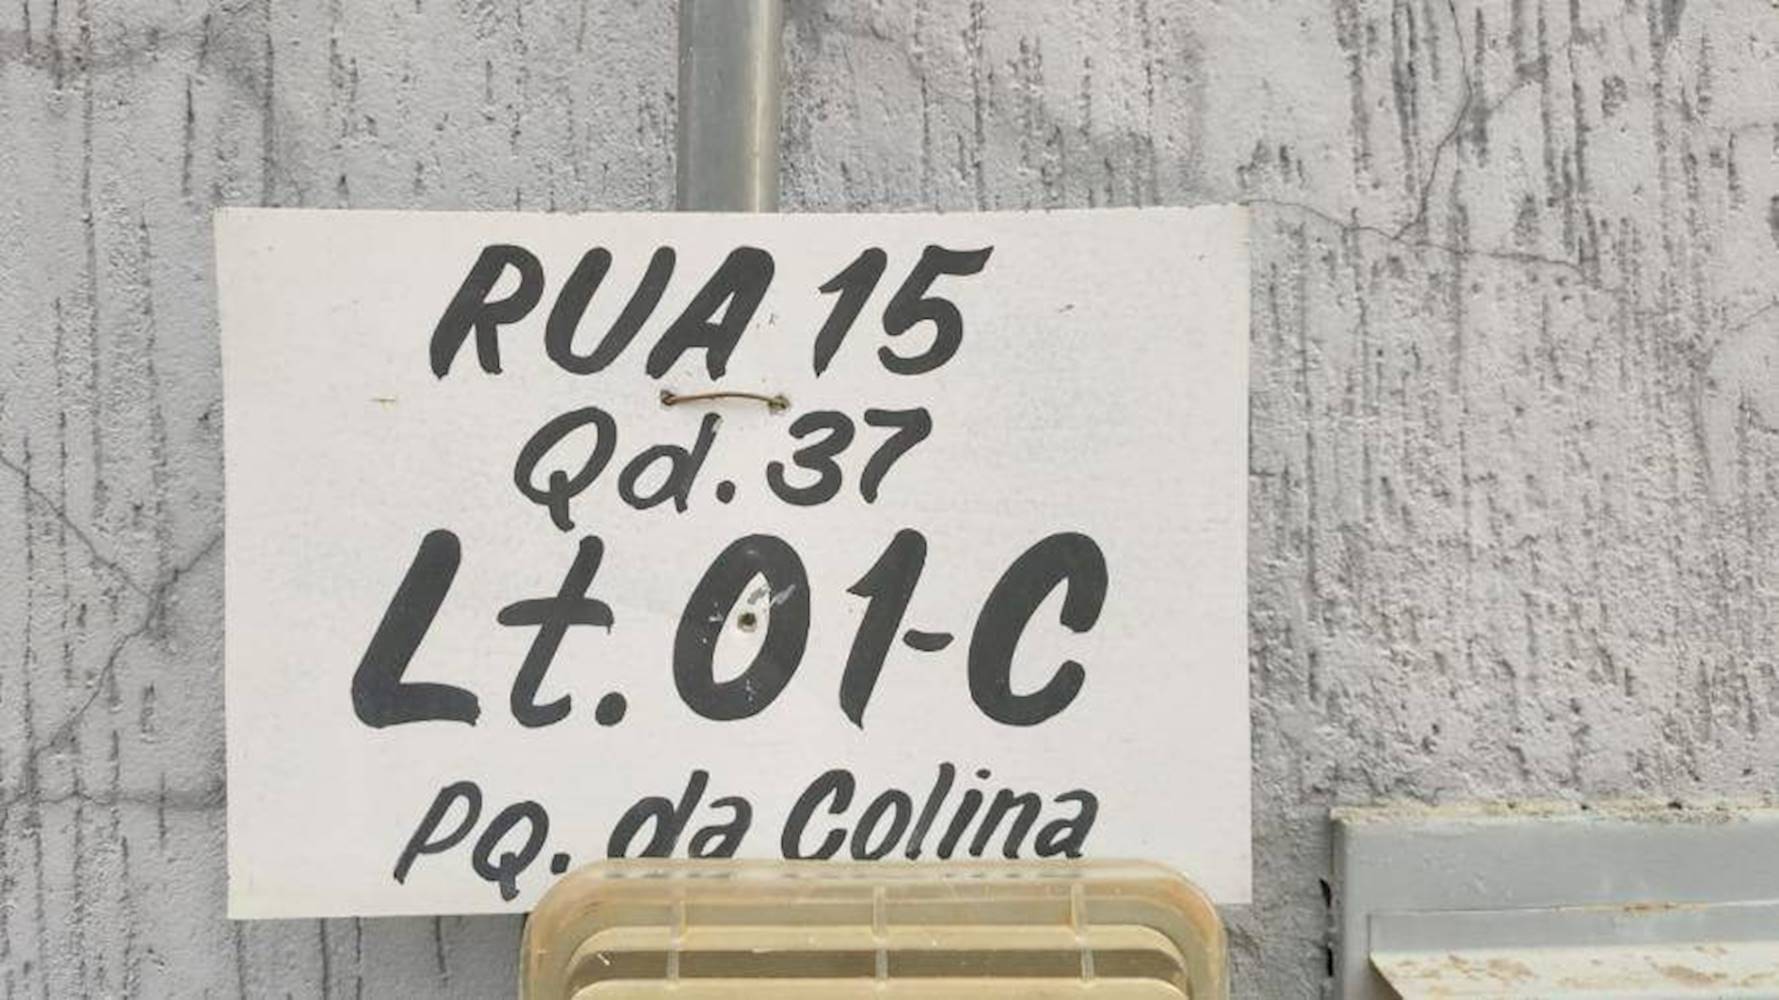 RUA 15
Qd. 37
Lt. 01-C
PQ. da Colina